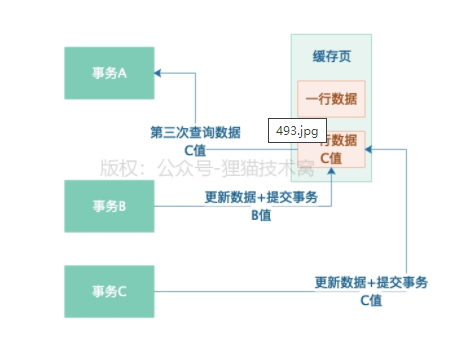 缓存页
事务A
一行数据
493.jpg
行数据
C值
第三次查询数据
C值
版权：公众号-狸猫技术窝
事务B
更新数据+提交事务
B值
事务C
更新数据+提交事务
C值